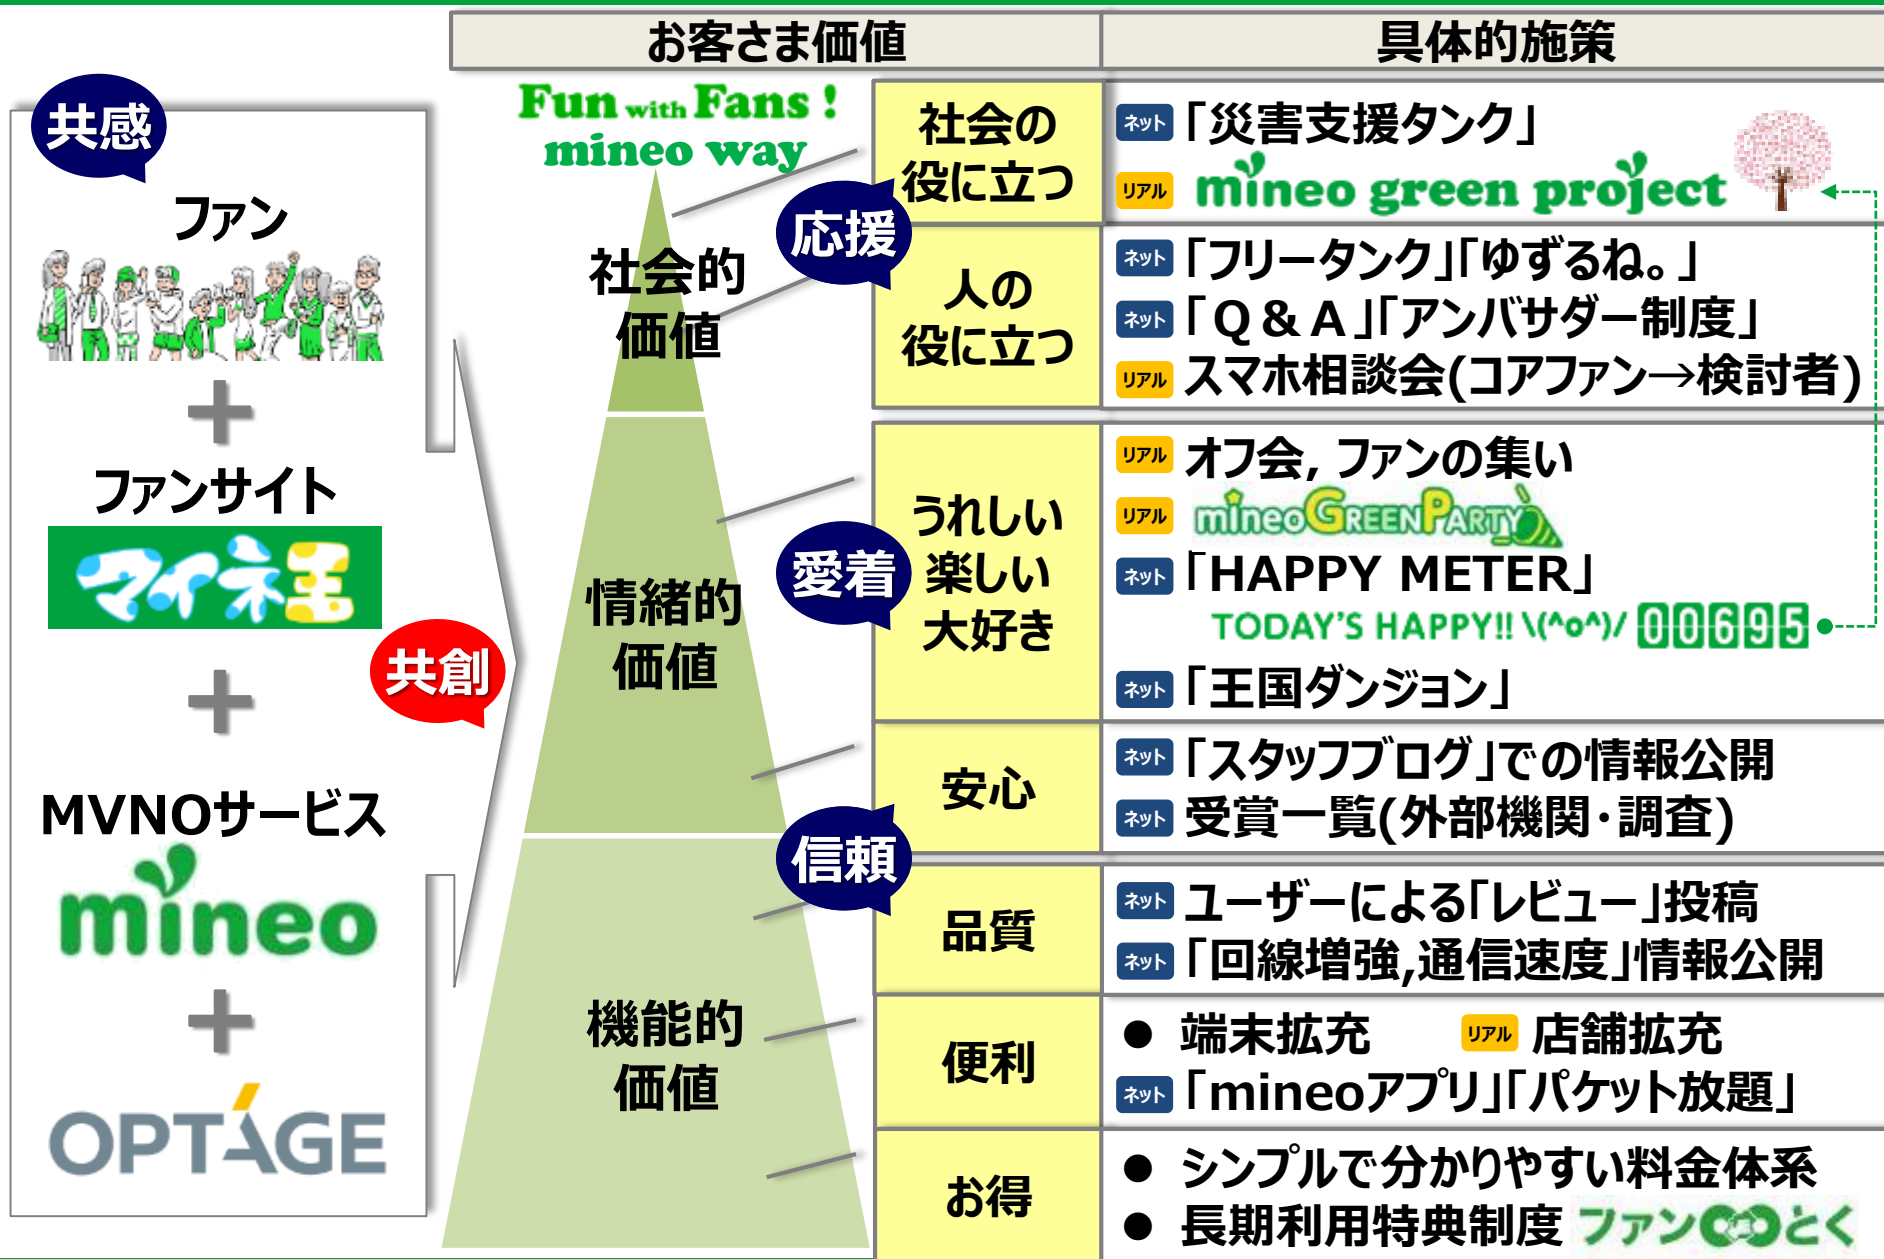 お客さま価値
具体的施策
共感
ファン
+
ファンサイト
マイネ王
+
MVNOサービス
mineo
+
OPTAGE
共創
Fun with Fans !
mineo way
社会的
価値
情緒的
価値
機能的
価値
応援
愛着
信頼
社会の
役に立つ
ネット「災害支援タンク」
リアル mineo green project
人の
役に立つ
ネット「フリータンク」「ゆずるね。」
ネット「Q&A」「アンバサダー制度」
リアル スマホ相談会(コアファン→検討者)
うれしい
楽しい
大好き
リアル オフ会, ファンの集い
リアル mineo GREEN PARTY
ネット「HAPPY METER」
TODAY'S HAPPY!! \(^o^)/ 00695
ネット「王国ダンジョン」
安心
ネット「スタッフブログ」での情報公開
ネット 受賞一覧(外部機関・調査)
品質
ネット ユーザーによる「レビュー」投稿
ネット「回線増強,通信速度」情報公開
便利
● 端末拡充 リアル 店舗拡充
ネット「mineoアプリ」「パケット放題」
お得
● シンプルで分かりやすい料金体系
● 長期利用特典制度 ファン∞とく